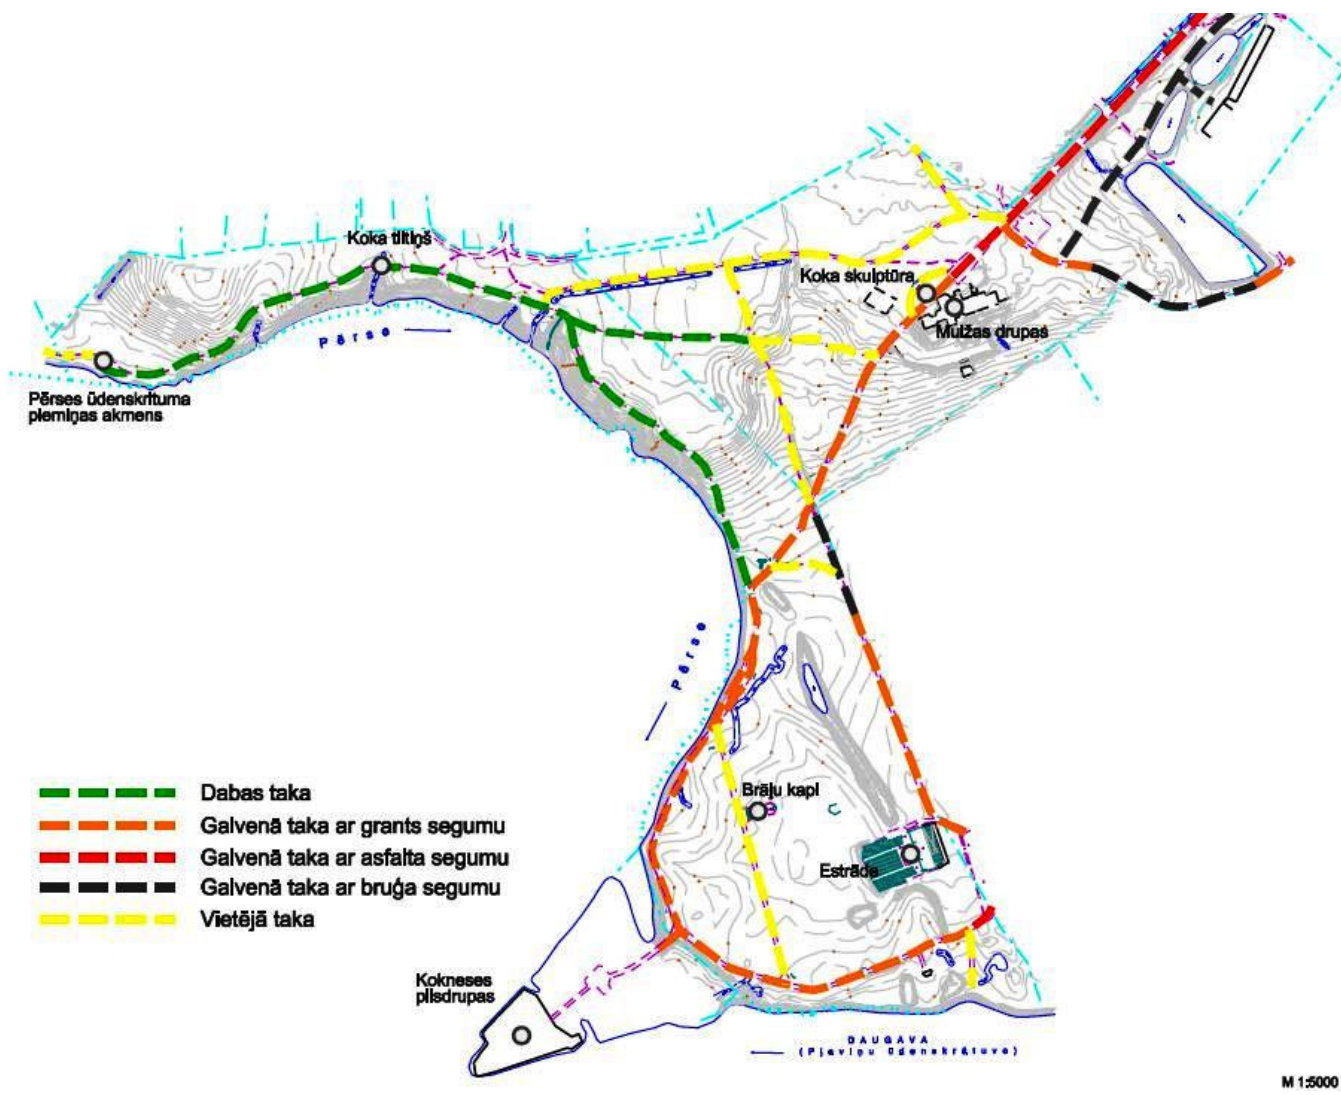 Koka tiltiņš
Koka skulptūra
Muižas drupas
Pērse
Pērses ūdenskrituma
piemiņas akmens
Pērse
Brāļu kapi
Estrāde
Dabas taka
Galvenā taka ar grants segumu
Galvenā taka ar asfalta segumu
Galvenā taka ar bruģa segumu
Vietējā taka
Kokneses
pilsdrupas
DAUGAVA
(Pļaviņu ūdenskrātuve)
M 1:5000